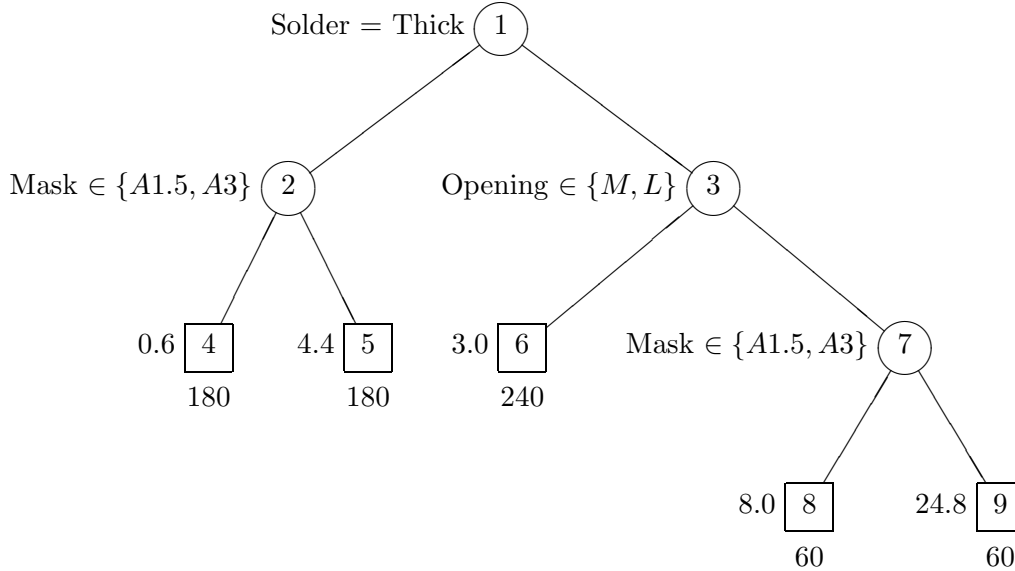 Solder = Thick 1
Mask ∈ {A1.5, A3} 2
Opening ∈ {M, L} 3
0.6 4
180
4.4 5
180
3.0 6
240
Mask ∈ {A1.5, A3} 7
8.0 8
60
24.8 9
60